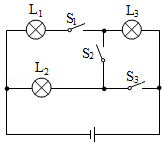 L₁ S₁ L₃
S₂
L₂ S₃